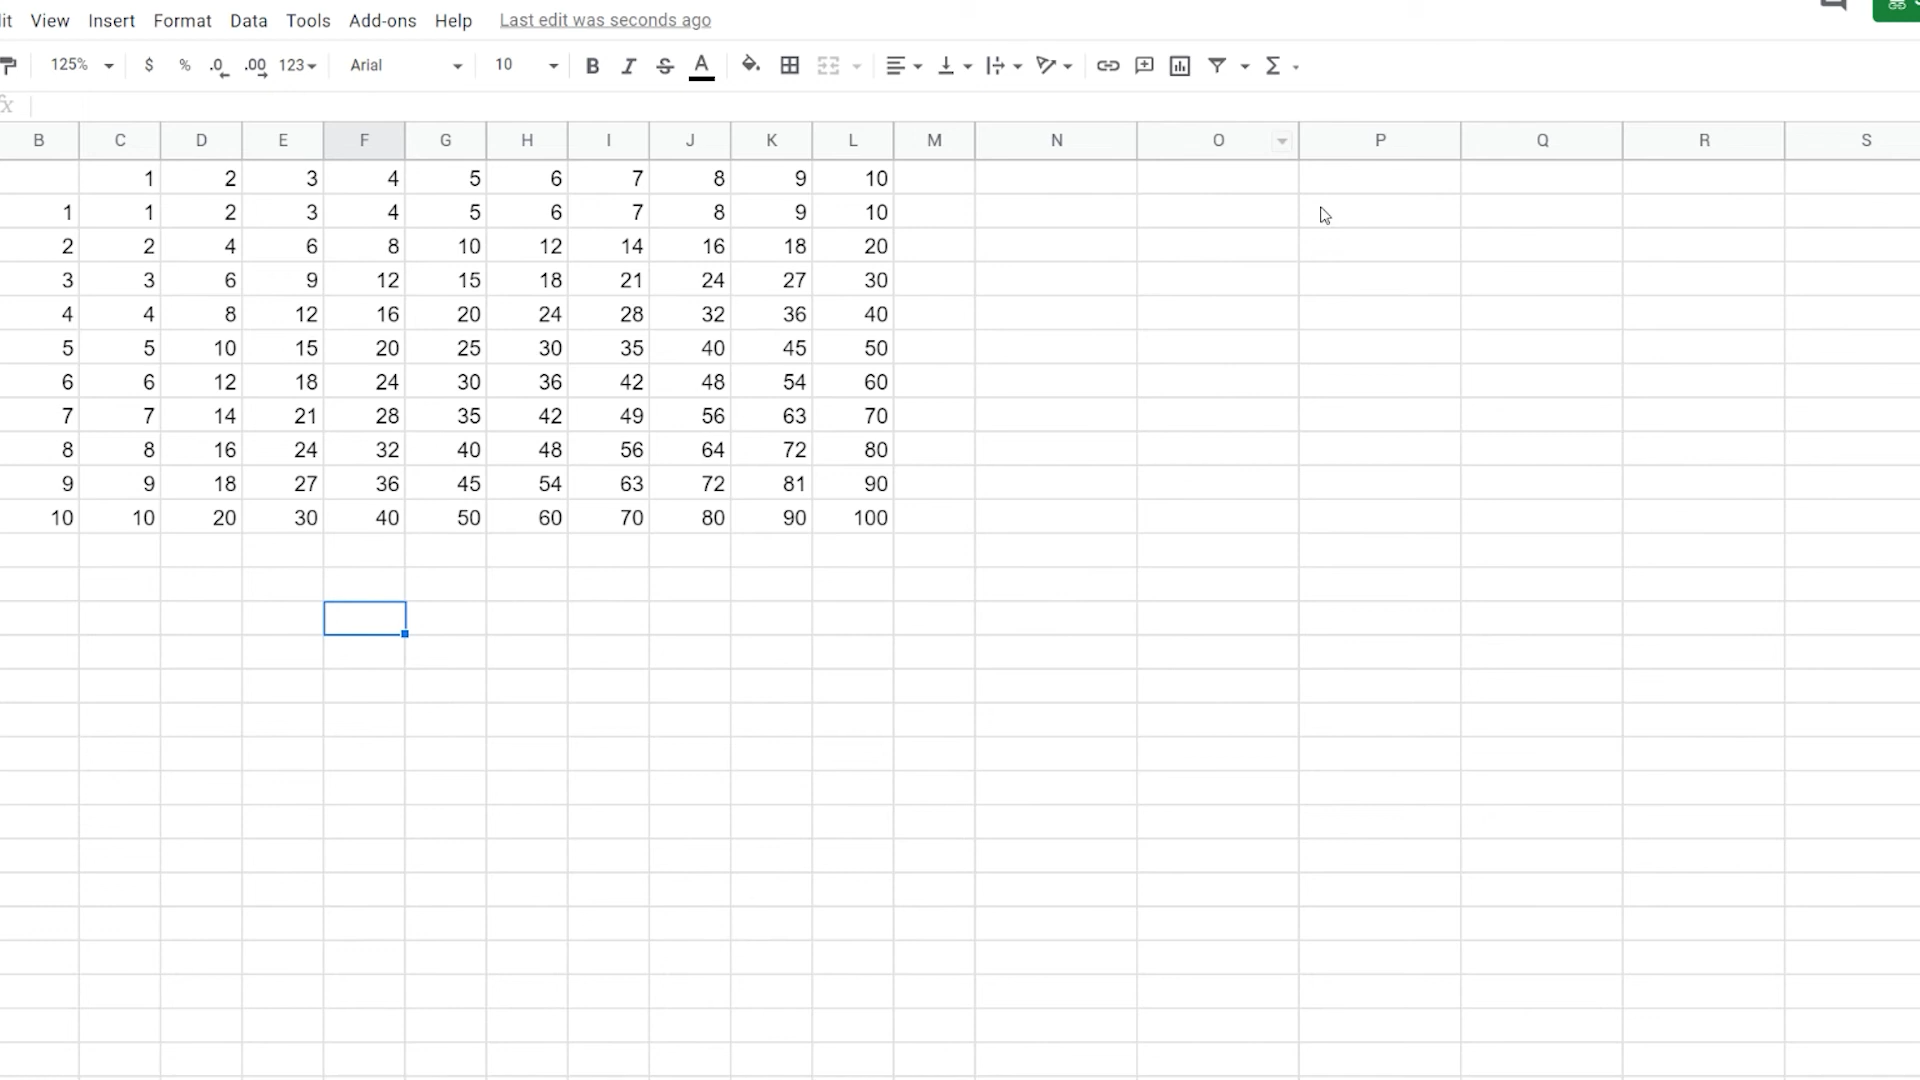 it View Insert Format Data Tools Add-ons Help Last edit was seconds ago
125% $ % .0 .00 123 Arial 10 B I S A Σ
fx
B C D E F G H I J K L M N O P Q R S
1 2 3 4 5 6 7 8 9 10
1 1 2 3 4 5 6 7 8 9 10
2 2 4 6 8 10 12 14 16 18 20
3 3 6 9 12 15 18 21 24 27 30
4 4 8 12 16 20 24 28 32 36 40
5 5 10 15 20 25 30 35 40 45 50
6 6 12 18 24 30 36 42 48 54 60
7 7 14 21 28 35 42 49 56 63 70
8 8 16 24 32 40 48 56 64 72 80
9 9 18 27 36 45 54 63 72 81 90
10 10 20 30 40 50 60 70 80 90 100